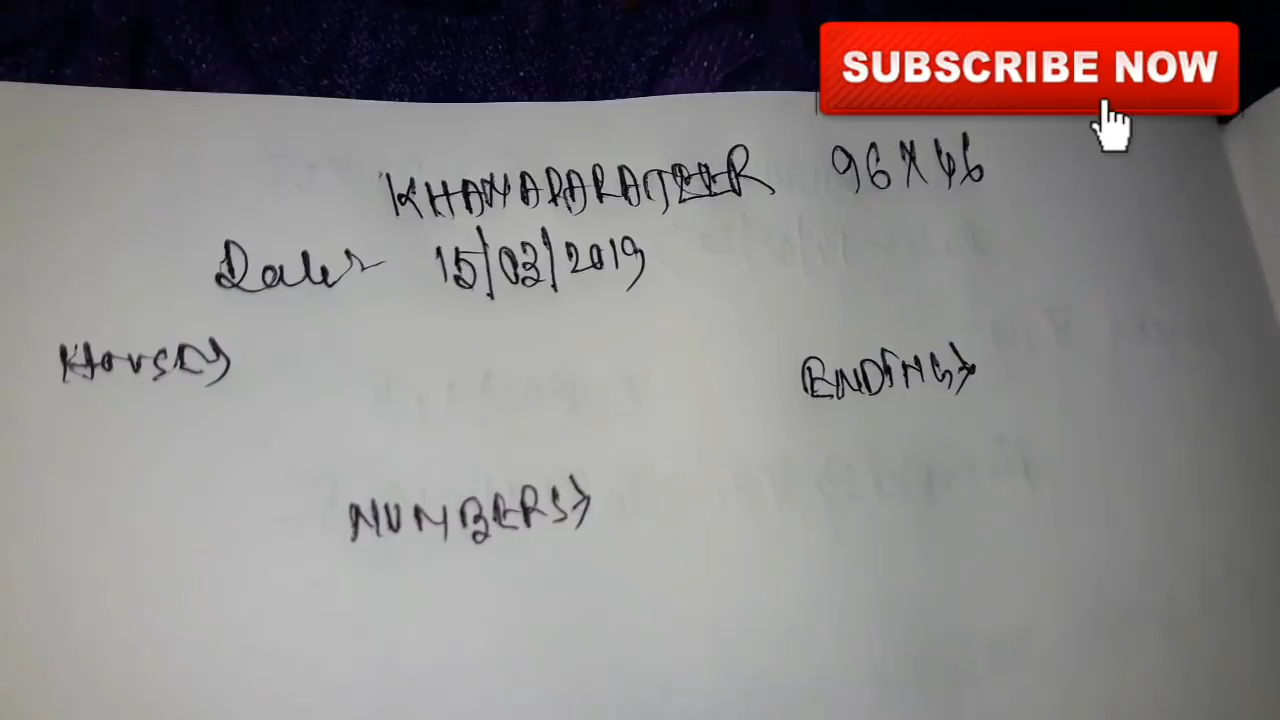 SUBSCRIBE NOW
KHANAPARATEER 96X46
Date:- 15/03/2019
HOUSE→
ENDING→
NUMBERS→